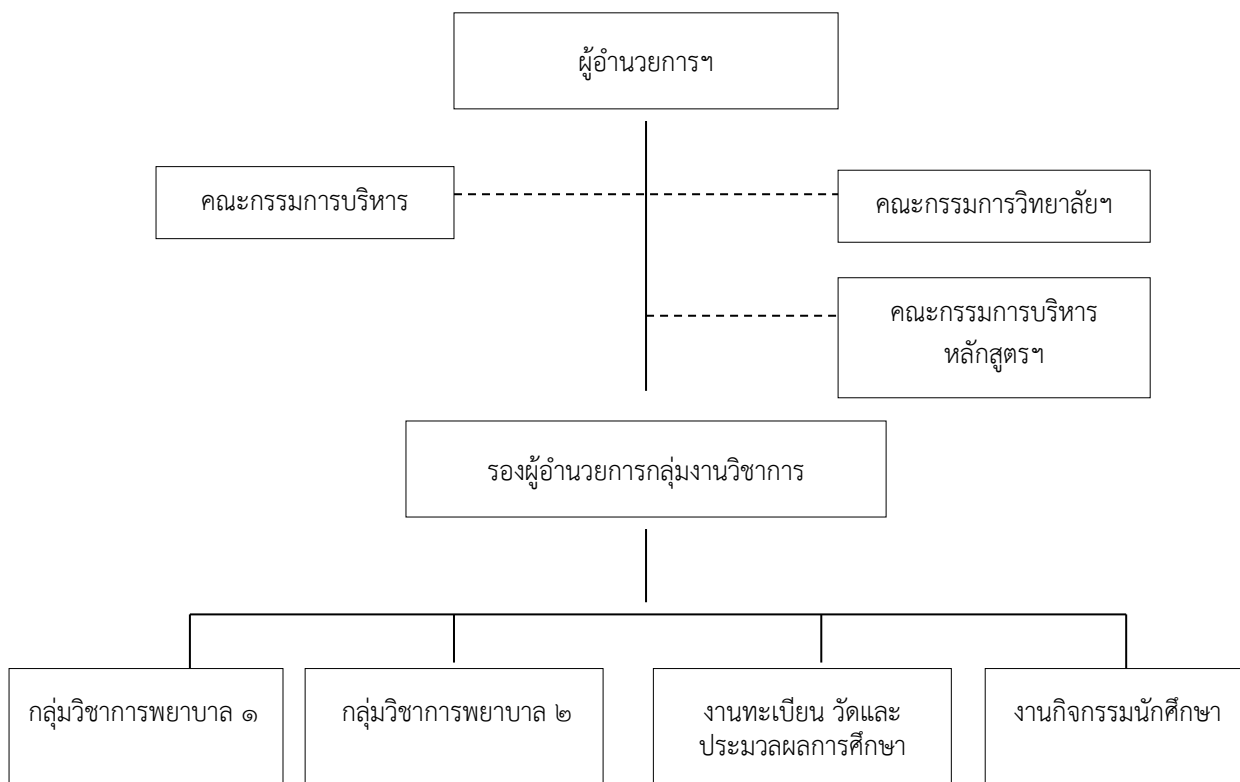 ผู้อำนวยการฯ
คณะกรรมการบริหาร
คณะกรรมการวิทยาลัยฯ
คณะกรรมการบริหาร
หลักสูตรฯ
รองผู้อำนวยการกลุ่มงานวิชาการ
กลุ่มวิชาการพยาบาล ๑
กลุ่มวิชาการพยาบาล ๒
งานทะเบียน วัดและ
ประมวลผลการศึกษา
งานกิจกรรมนักศึกษา